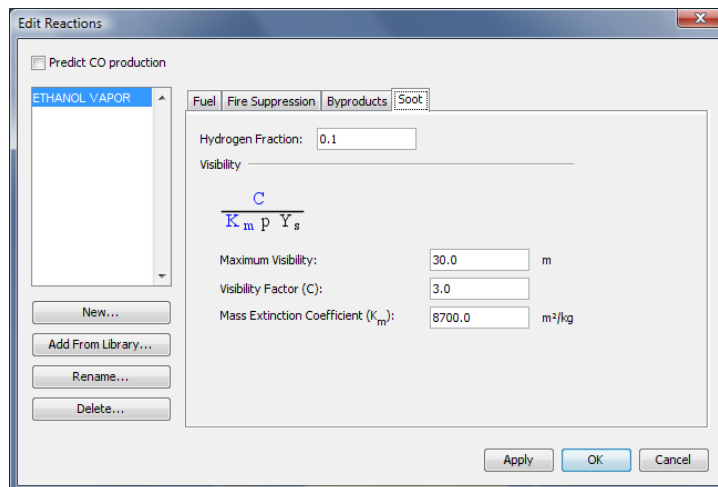 Edit Reactions
Predict CO production
ETHANOL VAPOR
Fuel Fire Suppression Byproducts Soot
Hydrogen Fraction: 0.1
Visibility
C
K m p Y s
Maximum Visibility: 30.0 m
Visibility Factor (C): 3.0
Mass Extinction Coefficient (Km): 8700.0 m²/kg
New...
Add From Library...
Rename...
Delete...
Apply OK Cancel